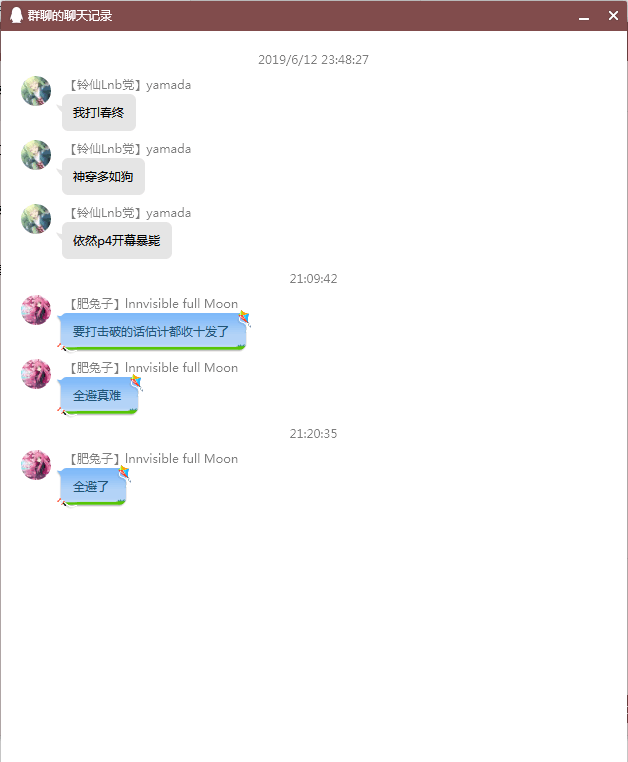 群聊的聊天记录
2019/6/12 23:48:27
【铃仙Lnb党】yamada
我打l春终
【铃仙Lnb党】yamada
神穿多如狗
【铃仙Lnb党】yamada
依然p4开幕暴毙
21:09:42
【肥兔子】lnnvisible full Moon
要打击破的话估计都收十发了
【肥兔子】lnnvisible full Moon
全避真难
21:20:35
【肥兔子】lnnvisible full Moon
全避了